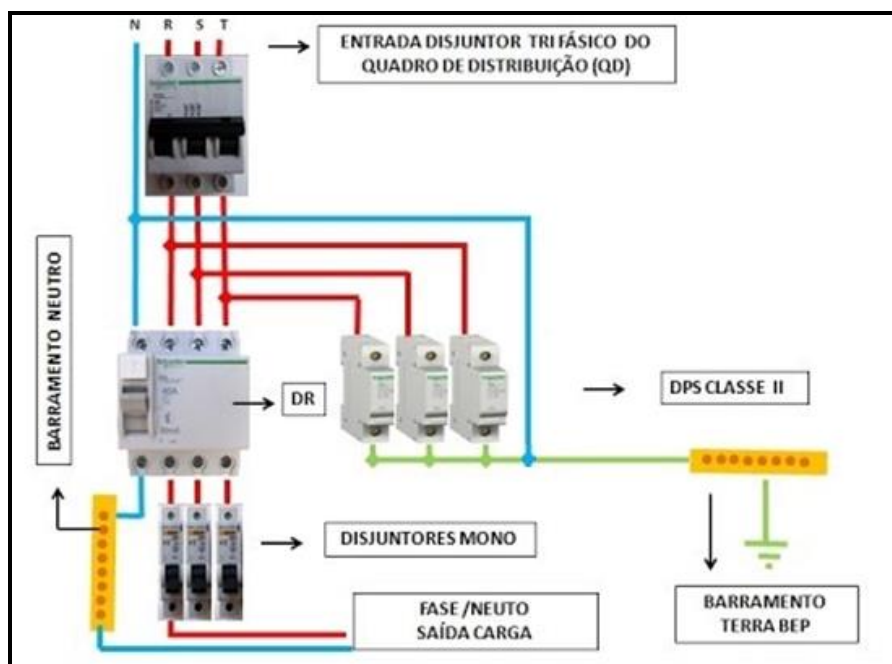 N R S T
ENTRADA DISJUNTOR TRI FÁSICO DO
QUADRO DE DISTRIBUIÇÃO (QD)
BARRAMENTO NEUTRO
DR
DPS CLASSE II
DISJUNTORES MONO
FASE /NEUTO
SAÍDA CARGA
BARRAMENTO
TERRA BEP